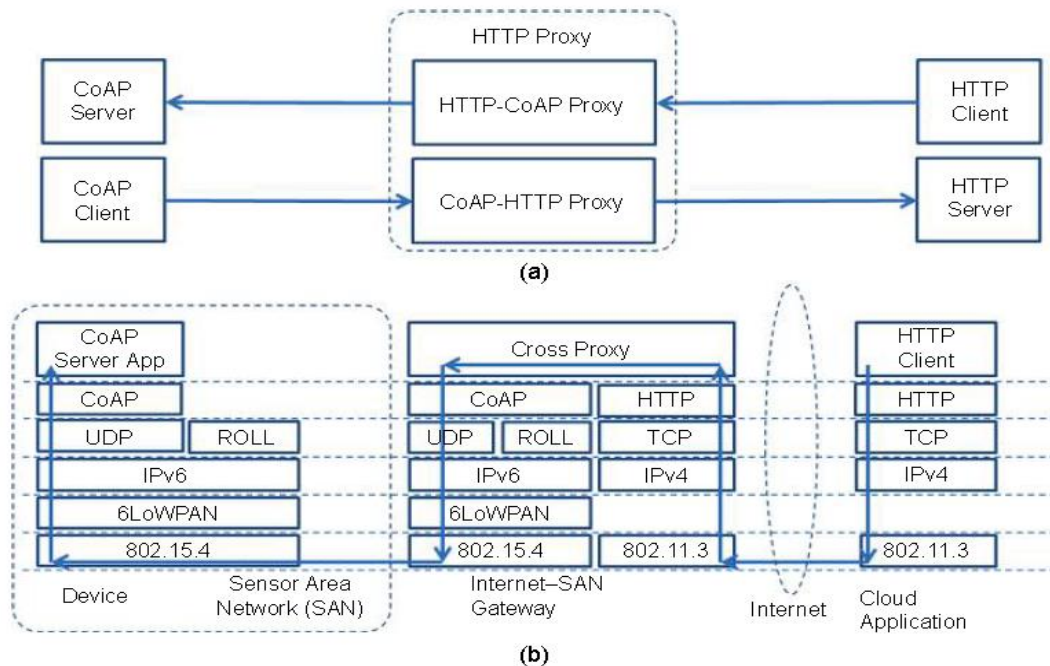 HTTP Proxy
CoAP
Server
HTTP-CoAP Proxy
HTTP
Client
CoAP
Client
CoAP-HTTP Proxy
HTTP
Server
(a)
CoAP
Server App
Cross Proxy
HTTP
Client
CoAP
CoAP
HTTP
HTTP
UDP
ROLL
UDP
ROLL
TCP
TCP
IPv6
IPv6
IPv4
IPv4
6LoWPAN
6LoWPAN
802.15.4
802.15.4
802.11.3
802.11.3
Device
Sensor Area
Network (SAN)
Internet–SAN
Gateway
Internet
Cloud
Application
(b)